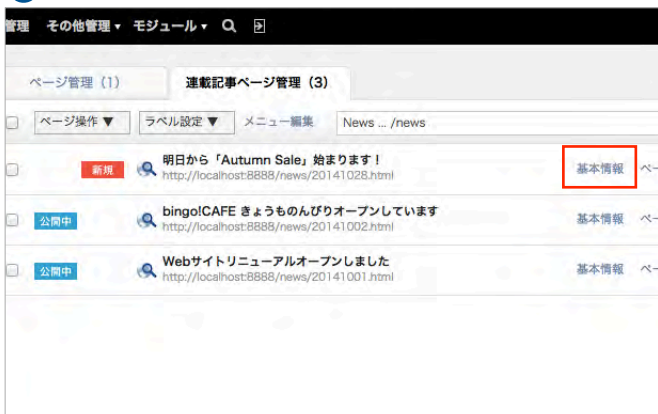 管理 その他管理▼ モジュール▼
ページ管理（1） 連載記事ページ管理（3）
ページ操作 ▼ ラベル設定 ▼ メニュー編集 News ... /news
新規 明日から「Autumn Sale」始まります！ 基本情報 ペー
http://localhost:8888/news/20141028.html
公開中 bingo!CAFE きょうものんびりオープンしています 基本情報 ペー
http://localhost:8888/news/20141002.html
公開中 Webサイトリニューアルオープンしました 基本情報 ペー
http://localhost:8888/news/20141001.html